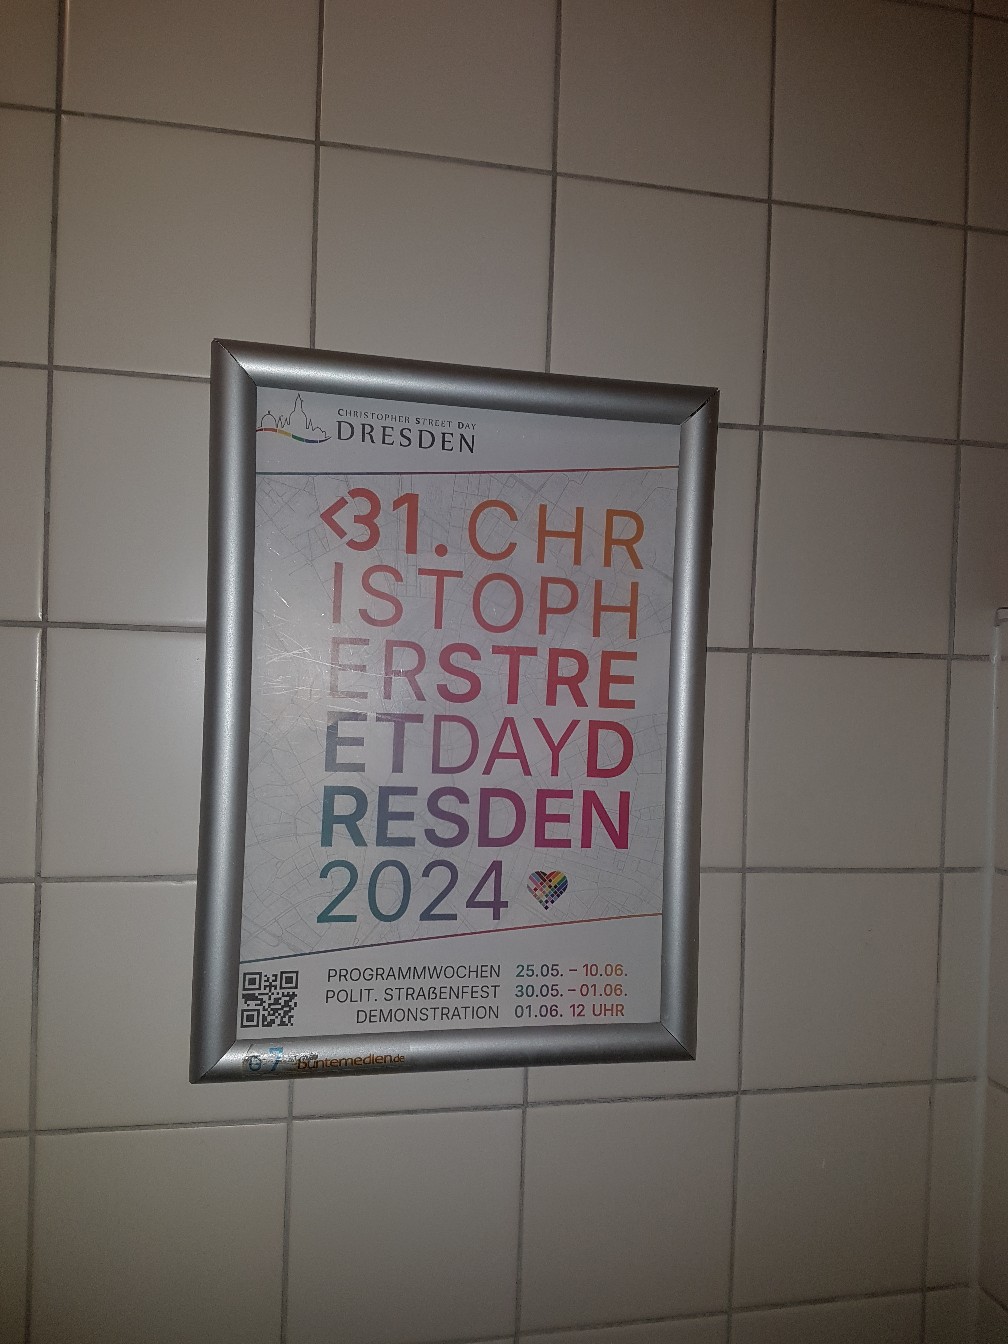 CHRISTOPHER STREET DAY
DRESDEN
<31. CHR
ISTOPH
ERSTRE
ETDAYD
RESDEN
2024
PROGRAMMWOCHEN 25.05. – 10.06.
POLIT. STRAßENFEST 30.05. – 01.06.
DEMONSTRATION 01.06. 12 UHR
buntemedien.de